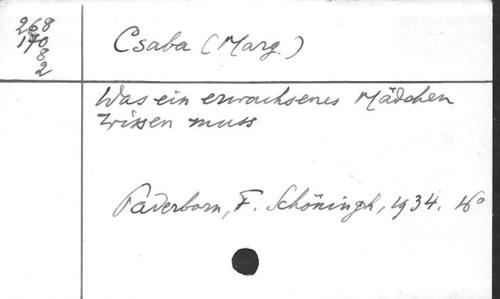 268
170
8
2
Csaba (Marg.)
Was ein erwachsenes Mädchen
wissen muss
Paderborn, F. Schöningh, 1934. 16°